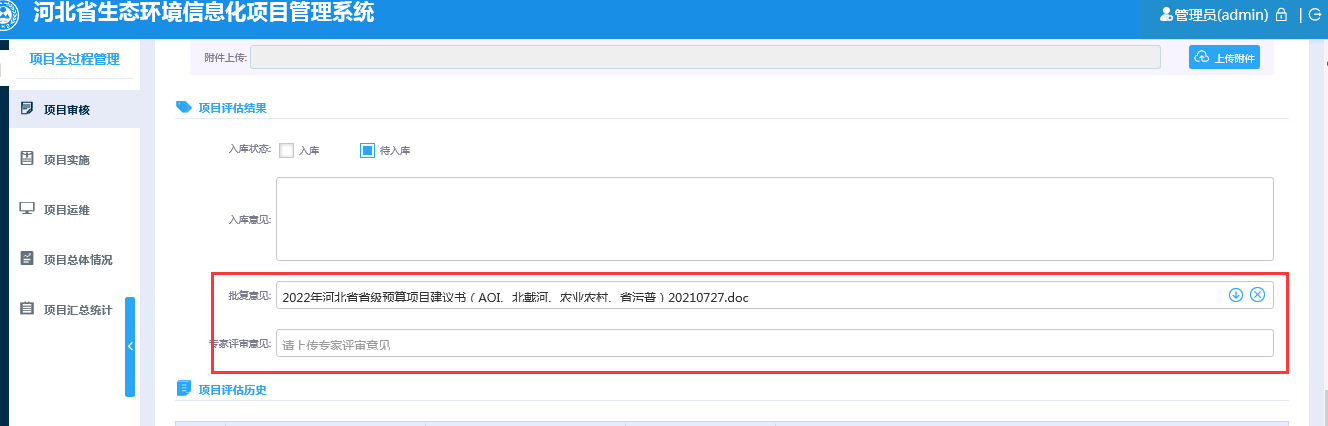 河北省生态环境信息化项目管理系统
管理员(admin)
项目全过程管理
附件上传:
上传附件
项目审核
项目评估结果
入库状态:
入库
待入库
项目实施
项目运维
入库意见:
项目总体情况
批复意见:
2022年河北省省级预算项目建议书（AOI、北戴河、农业农村、省污普）20210727.doc
项目汇总统计
专家评审意见:
请上传专家评审意见
项目评估历史